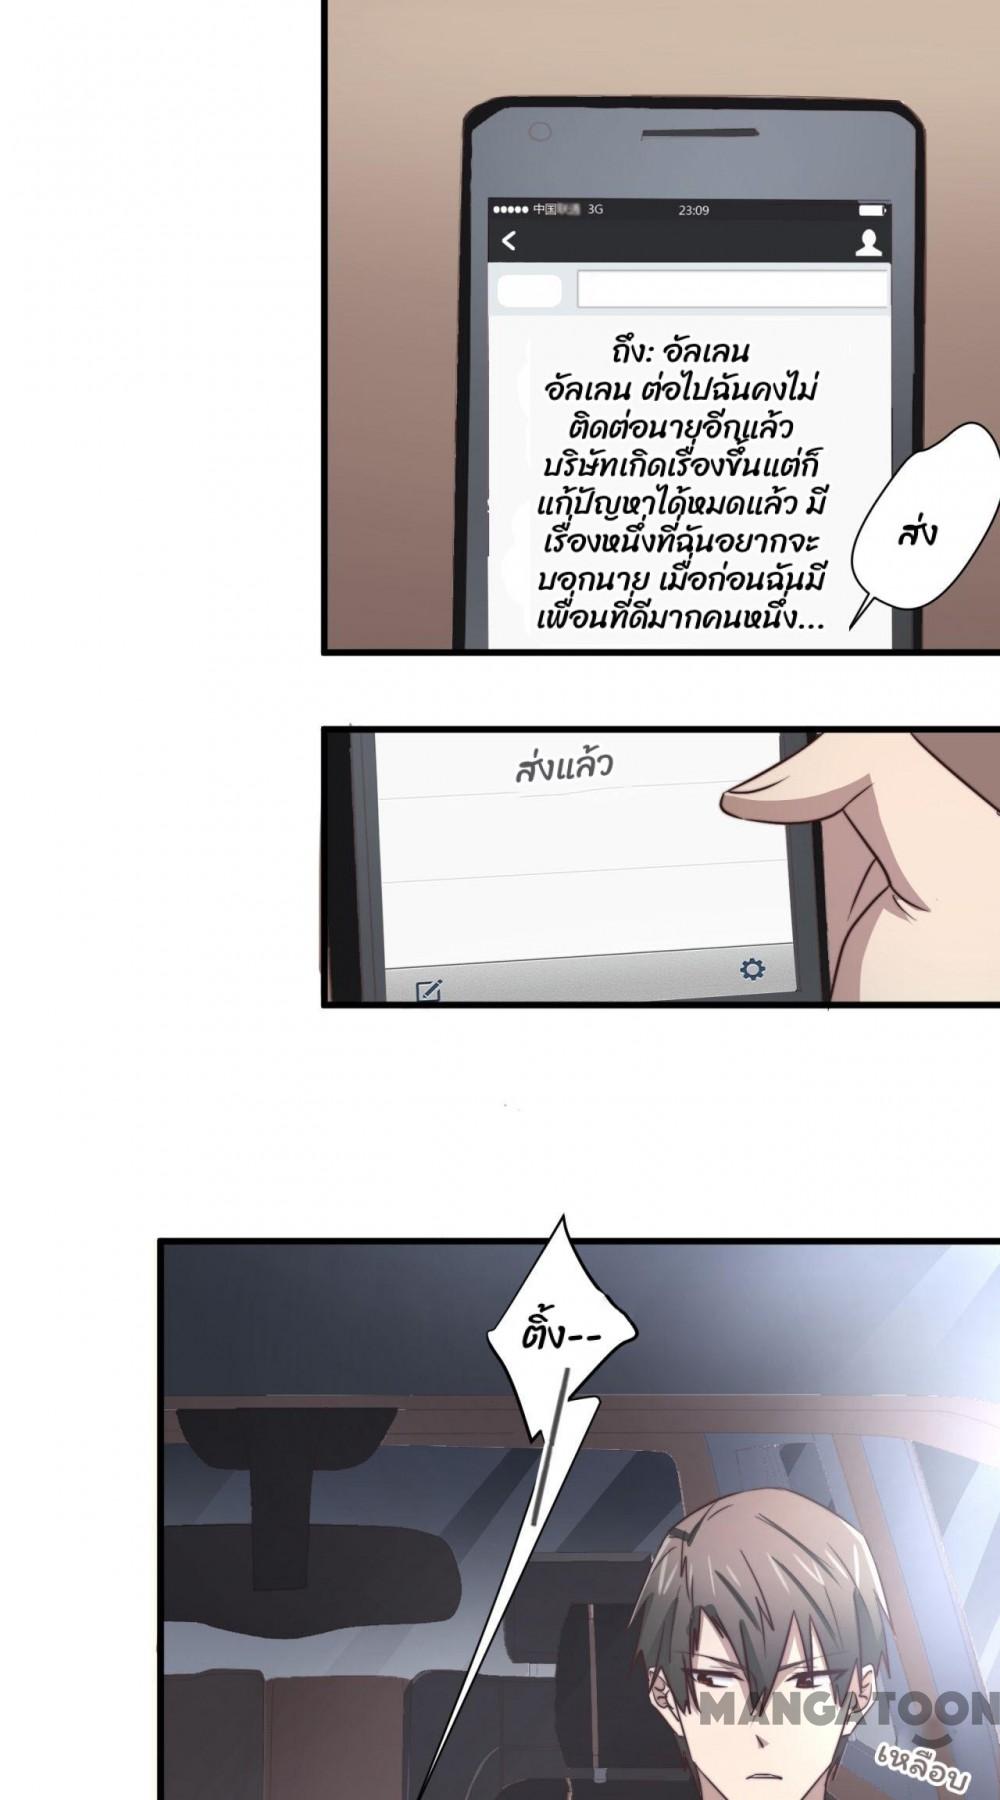 中国 3G 23:09
ถึง: อัลเลน
อัลเลน ต่อไปฉันคงไม่
ติดต่อนายอีกแล้ว
บริษัทเกิดเรื่องขึ้นแต่ก็
แก้ปัญหาได้หมดแล้ว มี
เรื่องหนึ่งที่ฉันอยากจะ
บอกนาย เมื่อก่อนฉันมี
เพื่อนที่ดีมากคนหนึ่ง...
ส่ง
ส่งแล้ว
ติ้ง--
MANGATOON
เหลือบ